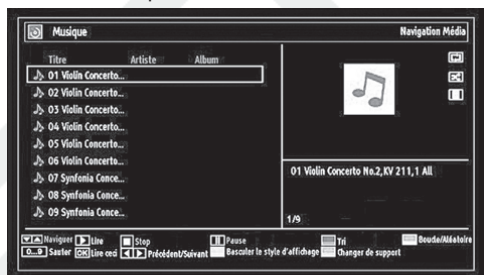 Musique Navigation Média
Titre Artiste Album
01 Violin Concerto...
02 Violin Concerto...
03 Violin Concerto...
04 Violin Concerto...
05 Violin Concerto...
06 Violin Concerto...
07 Synfonia Conce...
08 Synfonia Conce...
09 Synfonia Conce...
01 Violin Concerto No.2,KV 211,1 All
1/9
Naviguer Lire Stop Pause Tri Boucle/Aléatoire
0...9 Sauter OK Lire ceci Précédent/Suivant Basculer le style d'affichage Changer de support